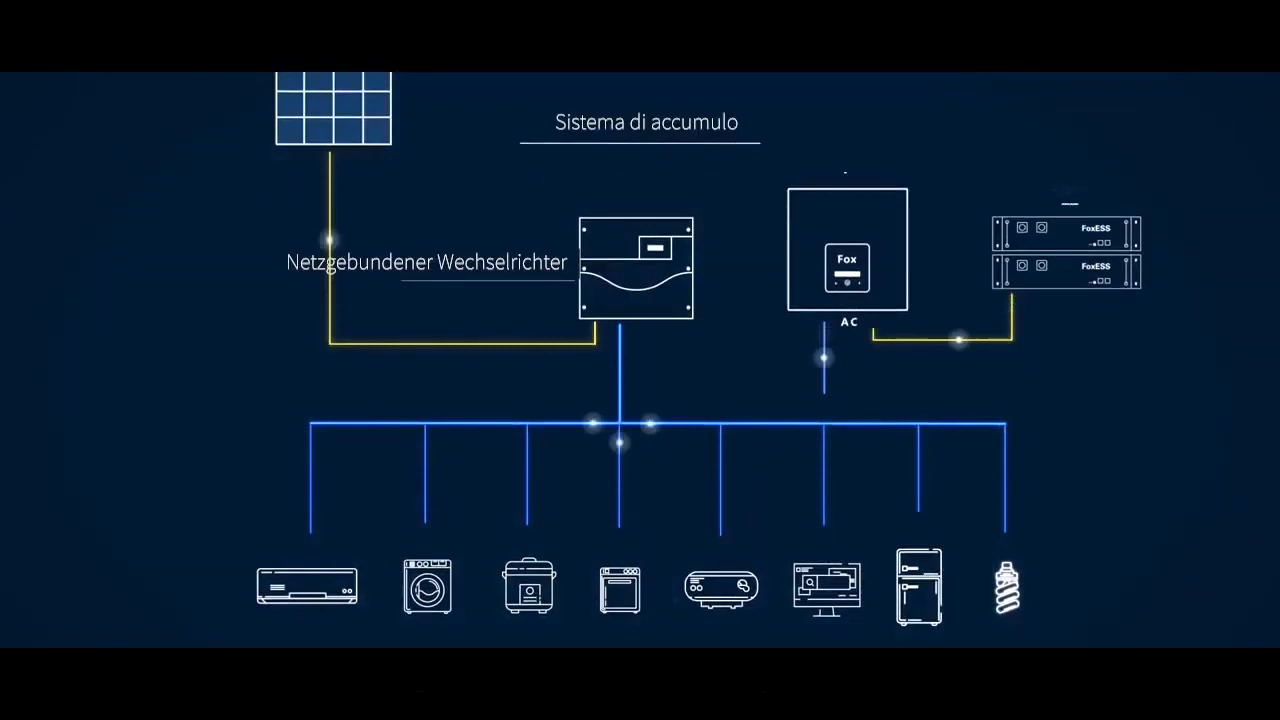 Sistema di accumulo
FoxESS
Netzgebundener Wechselrichter
Fox
FoxESS
AC